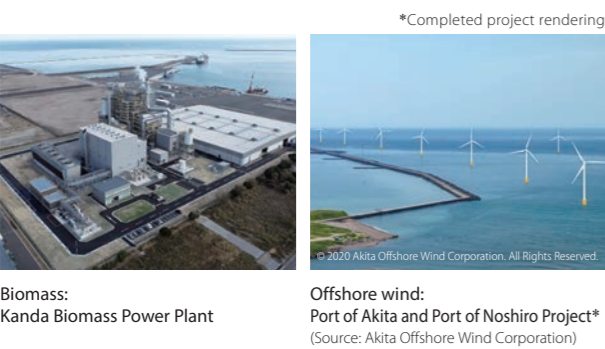 *Completed project rendering
© 2020 Akita Offshore Wind Corporation. All Rights Reserved.
Biomass:
Kanda Biomass Power Plant
Offshore wind:
Port of Akita and Port of Noshiro Project*
(Source: Akita Offshore Wind Corporation)